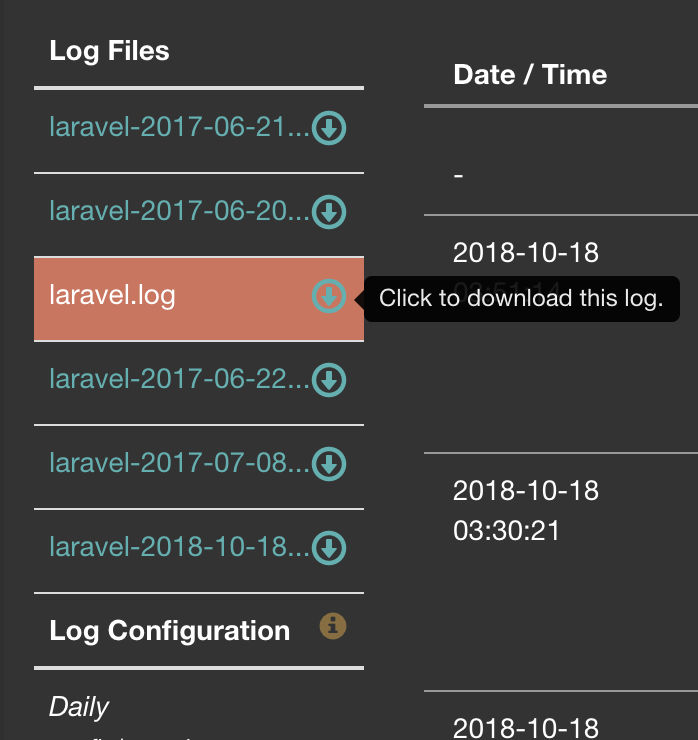 Log Files
laravel-2017-06-21...
laravel-2017-06-20...
laravel.log
laravel-2017-06-22...
laravel-2017-07-08...
laravel-2018-10-18...
Log Configuration
Daily
Date / Time
-
2018-10-18
Click to download this log.
2018-10-18
03:30:21
2018-10-18